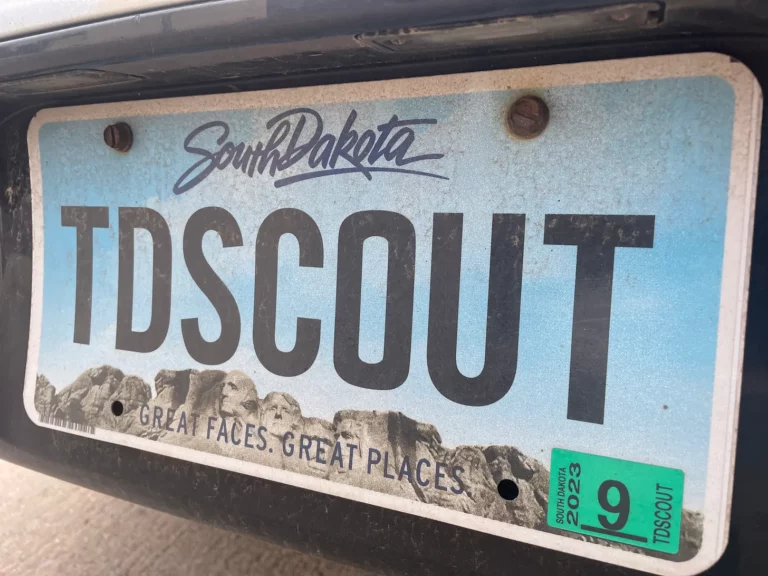 South Dakota
TDSCOUT
GREAT FACES. GREAT PLACES.
SOUTH DAKOTA
2023
9
TDSCOUT